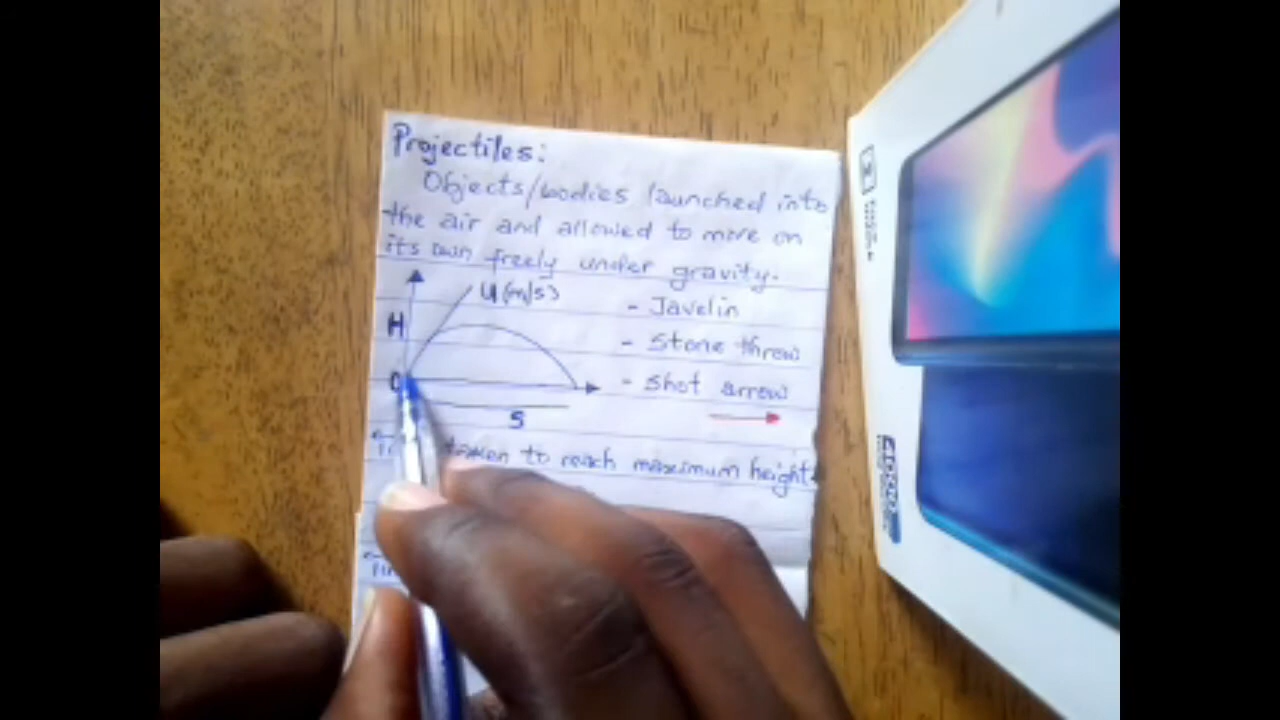 Projectiles:
Objects/bodies launched into
the air and allowed to move on
its own freely under gravity.
U(m/s)
- Javelin
H
- Stone throw
- Shot arrow
S
taken to reach maximum height